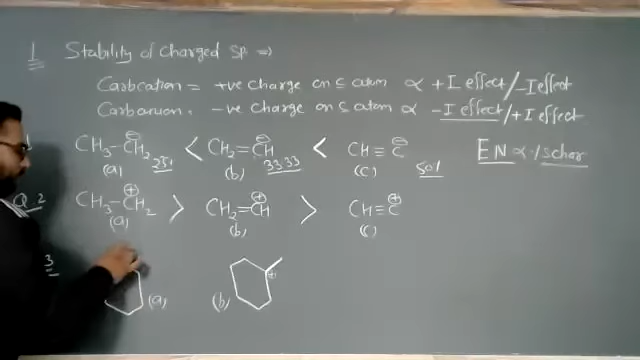 1 Stability of Charged Sp. ⇒
Carbocation = +ve charge on C atom ∝ +I effect / -I effect
Carbanion. -ve charge on C atom ∝ -I effect / +I effect
CH₃-CH₂⊖ < CH₂=CH⊖ < CH≡C⊖ EN ∝ % schar
(a) 25% (b) 33.33 (c) 50%
Q.2 CH₃-CH₂⊕ > CH₂=CH⊕ > CH≡C⊕
(a) (b) (c)
3 (a) (b) ⊕